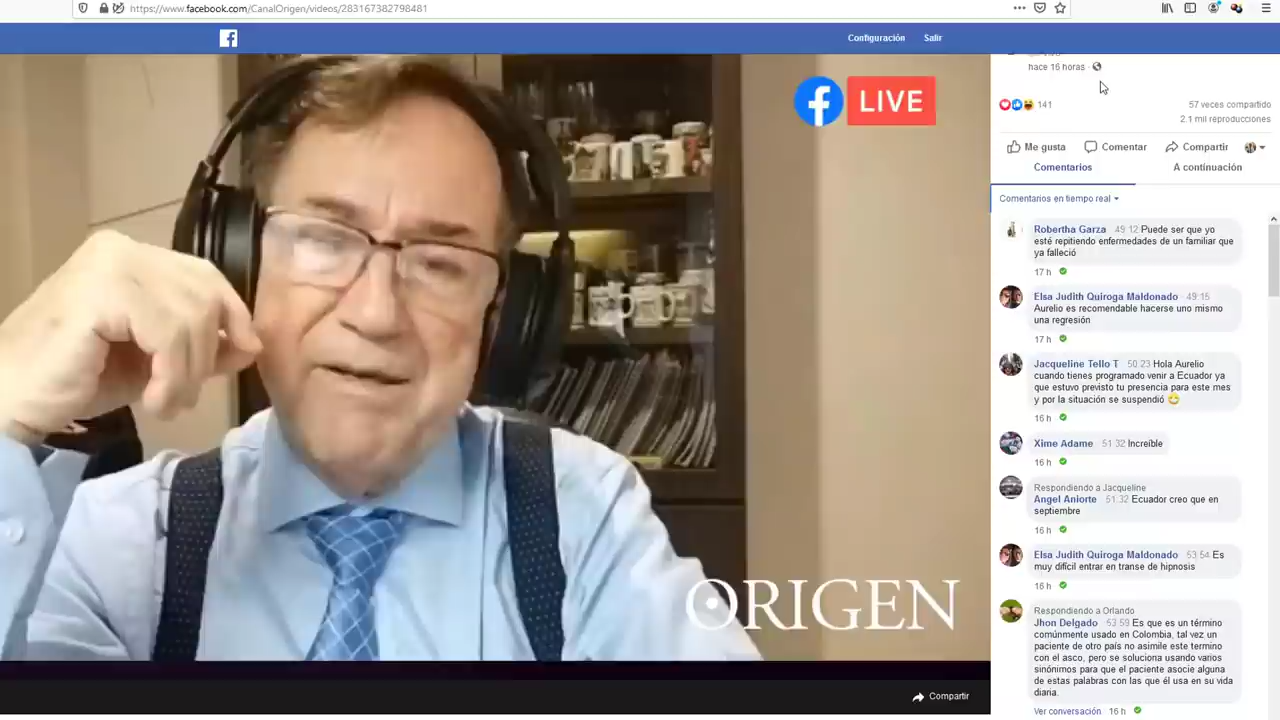 https://www.facebook.com/CanalOrigen/videos/283167382798481
Configuración
Salir
LIVE
ORIGEN
Compartir
hace 16 horas
141
57 veces compartido
2.1 mil reproducciones
Me gusta
Comentar
Compartir
Comentarios
A continuación
Comentarios en tiempo real
Robertha Garza 49:12 Puede ser que yo
esté repitiendo enfermedades de un familiar que
ya falleció
17 h
Elsa Judith Quiroga Maldonado 49:15
Aurelio es recomendable hacerse uno mismo
una regresión
17 h
Jacqueline Tello T 50:23 Hola Aurelio
cuando tienes programado venir a Ecuador ya
que estuvo previsto tu presencia para este mes
y por la situación se suspendió
16 h
Xime Adame 51:32 Increíble
16 h
Respondiendo a Jacqueline
Angel Aniorte 51:32 Ecuador creo que en
septiembre
16 h
Elsa Judith Quiroga Maldonado 53:54 Es
muy difícil entrar en transe de hipnosis
16 h
Respondiendo a Orlando
Jhon Delgado 53:59 Es que es un término
comúnmente usado en Colombia, tal vez un
paciente de otro país no asimile este termino
con el asco, pero se soluciona usando varios
sinónimos para que el paciente asocie alguna
de estas palabras con las que él usa en su vida
diaria.
Ver conversación 16 h